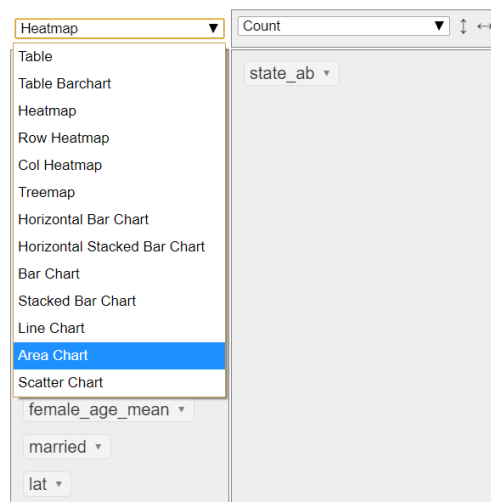 Heatmap
Count
Table
Table Barchart
Heatmap
Row Heatmap
Col Heatmap
Treemap
Horizontal Bar Chart
Horizontal Stacked Bar Chart
Bar Chart
Stacked Bar Chart
Line Chart
Area Chart
Scatter Chart
state_ab
female_age_mean
married
lat